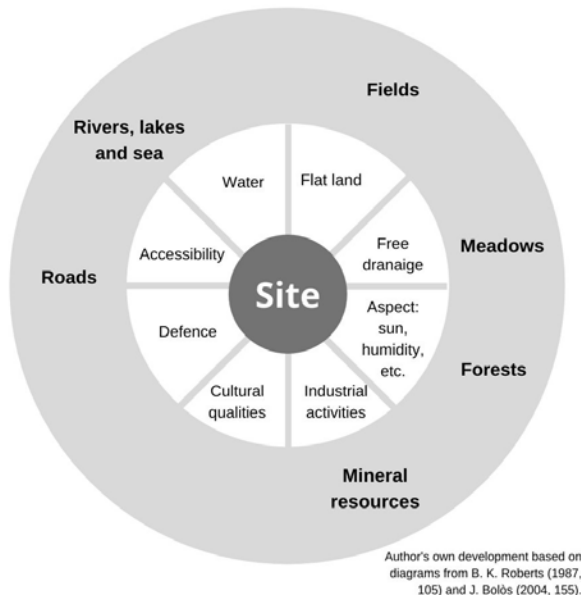 Fields
Rivers, lakes
and sea
Water
Flat land
Accessibility
Free
dranaige
Meadows
Roads
Site
Defence
Aspect:
sun,
humidity,
etc.
Forests
Cultural
qualities
Industrial
activities
Mineral
resources
Author's own development based on
diagrams from B. K. Roberts (1987,
105) and J. Bolòs (2004, 155).